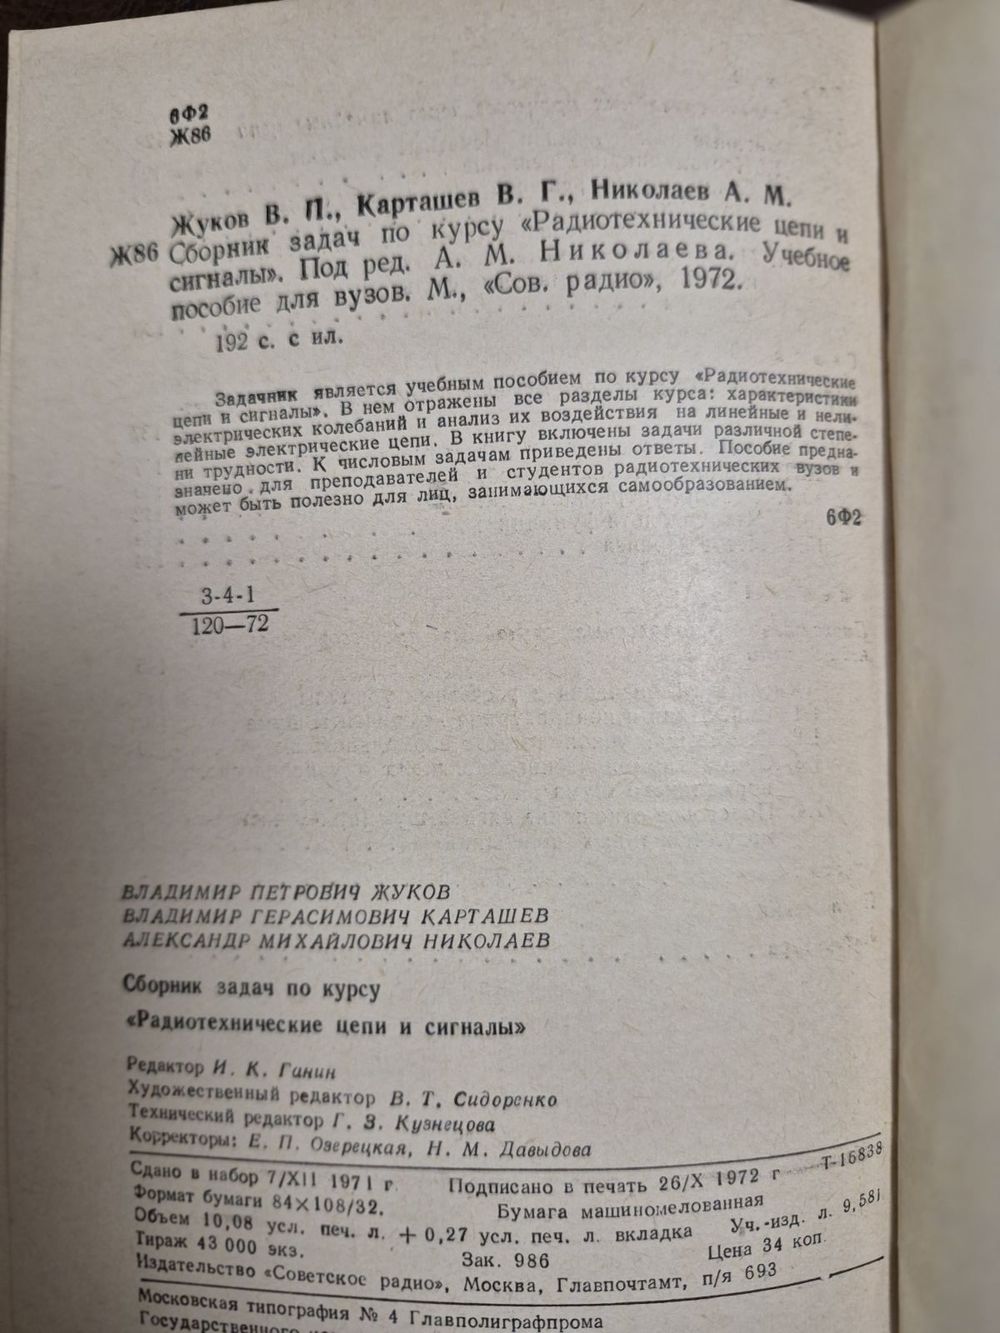 6Ф2
Ж86
Жуков В. П., Карташев В. Г., Николаев А. М.
Ж86 Сборник задач по курсу «Радиотехнические цепи и
сигналы». Под ред. А. М. Николаева. Учебное
пособие для вузов. М., «Сов. радио», 1972.
192 с. с ил.
Задачник является учебным пособием по курсу «Радиотехнические
цепи и сигналы». В нем отражены все разделы курса: характеристики
электрических колебаний и анализ их воздействия на линейные и нели-
нейные электрические цепи. В книгу включены задачи различной степе-
ни трудности. К числовым задачам приведены ответы. Пособие предна-
значено для преподавателей и студентов радиотехнических вузов и
может быть полезно для лиц, занимающихся самообразованием.
6Ф2
3-4-1
120—72
ВЛАДИМИР ПЕТРОВИЧ ЖУКОВ
ВЛАДИМИР ГЕРАСИМОВИЧ КАРТАШЕВ
АЛЕКСАНДР МИХАЙЛОВИЧ НИКОЛАЕВ
Сборник задач по курсу
«Радиотехнические цепи и сигналы»
Редактор И. К. Ганин
Художественный редактор В. Т. Сидоренко
Технический редактор Г. З. Кузнецова
Корректоры: Е. П. Озерецкая, Н. М. Давыдова
Сдано в набор 7/XII 1971 г Подписано в печать 26/X 1972 г Т-16838
Формат бумаги 84×108/32. Бумага машиномелованная
Объем 10,08 усл. печ. л. + 0,27 усл. печ. л. вкладка Уч.-изд. л. 9,581
Тираж 43 000 экз. Зак. 986 Цена 34 коп.
Издательство «Советское радио», Москва, Главпочтамт, п/я 693
Московская типография № 4 Главполиграфпрома
Государственного